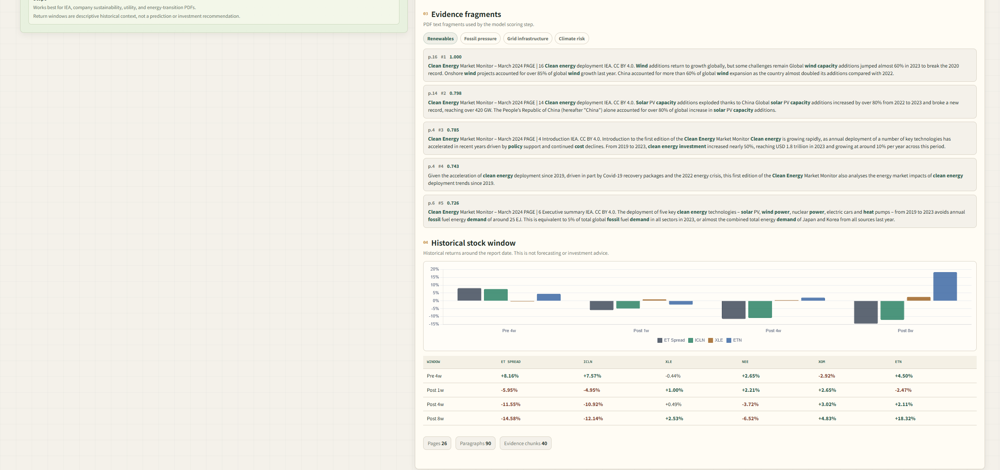 Works best for IEA, company sustainability, utility, and energy-transition PDFs.
Return windows are descriptive historical context, not a prediction or investment recommendation.
03 Evidence fragments
PDF text fragments used by the model scoring step.
Renewables Fossil pressure Grid infrastructure Climate risk
p.16 #1 1.000
Clean Energy Market Monitor – March 2024 PAGE | 16 Clean energy deployment IEA. CC BY 4.0. Wind additions return to growth globally, but some challenges remain Global wind capacity additions jumped almost 60% in 2023 to break the 2020
record. Onshore wind projects accounted for over 85% of global wind growth last year. China accounted for more than 60% of global wind expansion as the country almost doubled its additions compared with 2022.
p.14 #2 0.798
Clean Energy Market Monitor – March 2024 PAGE | 14 Clean energy deployment IEA. CC BY 4.0. Solar PV capacity additions exploded thanks to China Global solar PV capacity additions increased by over 80% from 2022 to 2023 and broke a new
record, reaching over 420 GW. The People's Republic of China (hereafter "China") alone accounted for over 80% of global increase in solar PV capacity additions.
p.4 #3 0.785
Clean Energy Market Monitor – March 2024 PAGE | 4 Introduction IEA. CC BY 4.0. Introduction to the first edition of the Clean Energy Market Monitor Clean energy is growing rapidly, as annual deployment of a number of key technologies has
accelerated in recent years driven by policy support and continued cost declines. From 2019 to 2023, clean energy investment increased nearly 50%, reaching USD 1.8 trillion in 2023 and growing at around 10% per year across this period.
p.4 #4 0.743
Given the acceleration of clean energy deployment since 2019, driven in part by Covid-19 recovery packages and the 2022 energy crisis, this first edition of the Clean Energy Market Monitor also analyses the energy market impacts of clean energy
deployment trends since 2019.
p.6 #5 0.726
Clean Energy Market Monitor – March 2024 PAGE | 6 Executive summary IEA. CC BY 4.0. The deployment of five key clean energy technologies – solar PV, wind power, nuclear power, electric cars and heat pumps – from 2019 to 2023 avoids annual
fossil fuel energy demand of around 25 EJ. This is equivalent to 5% of total global fossil fuel demand in all sectors in 2023, or almost the combined total energy demand of Japan and Korea from all sources last year.
04 Historical stock window
Historical returns around the report date. This is not forecasting or investment advice.
20%
15%
10%
5%
0%
-5%
-10%
-15%
Pre 4w Post 1w Post 4w Post 8w
ET Spread ICLN XLE ETN
WINDOW ET SPREAD ICLN XLE NEE XOM ETN
Pre 4w +8.16% +7.57% -0.44% +2.65% -2.92% +4.50%
Post 1w -5.95% -4.95% +1.00% +2.21% +2.65% -2.47%
Post 4w -11.55% -10.92% +0.49% -3.72% +3.02% +2.11%
Post 8w -14.58% -12.14% +2.53% -6.52% +4.83% +18.32%
Pages 26 Paragraphs 90 Evidence chunks 40